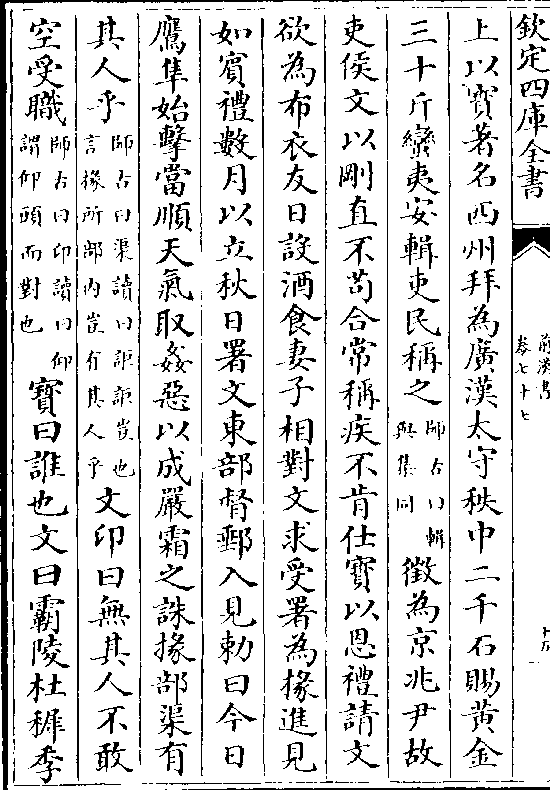 欽定四庫全書
前漢書
卷七十七
上以寶著名西州拜為廣漢太守秩中二千石賜黃金
三十斤蠻夷安輯吏民稱之師古曰輯與集同徵為京兆尹故
吏侯文以剛直不茍合常稱疾不肯仕寶以恩禮請文
欲為布衣友日設酒食妻子相對文求受署為掾進見
如賓禮數月以立秋日署文東部督郵入見勅曰今日
鷹隼始擊當順天氣取姦惡以成嚴霜之誅掾部渠有
其人乎師古曰渠讀曰詎詎豈也言掾所部内豈有其人乎文卬曰無其人不敢
空受職師古曰卬讀曰仰謂仰頭而對也寶曰誰也文曰霸陵杜穉季